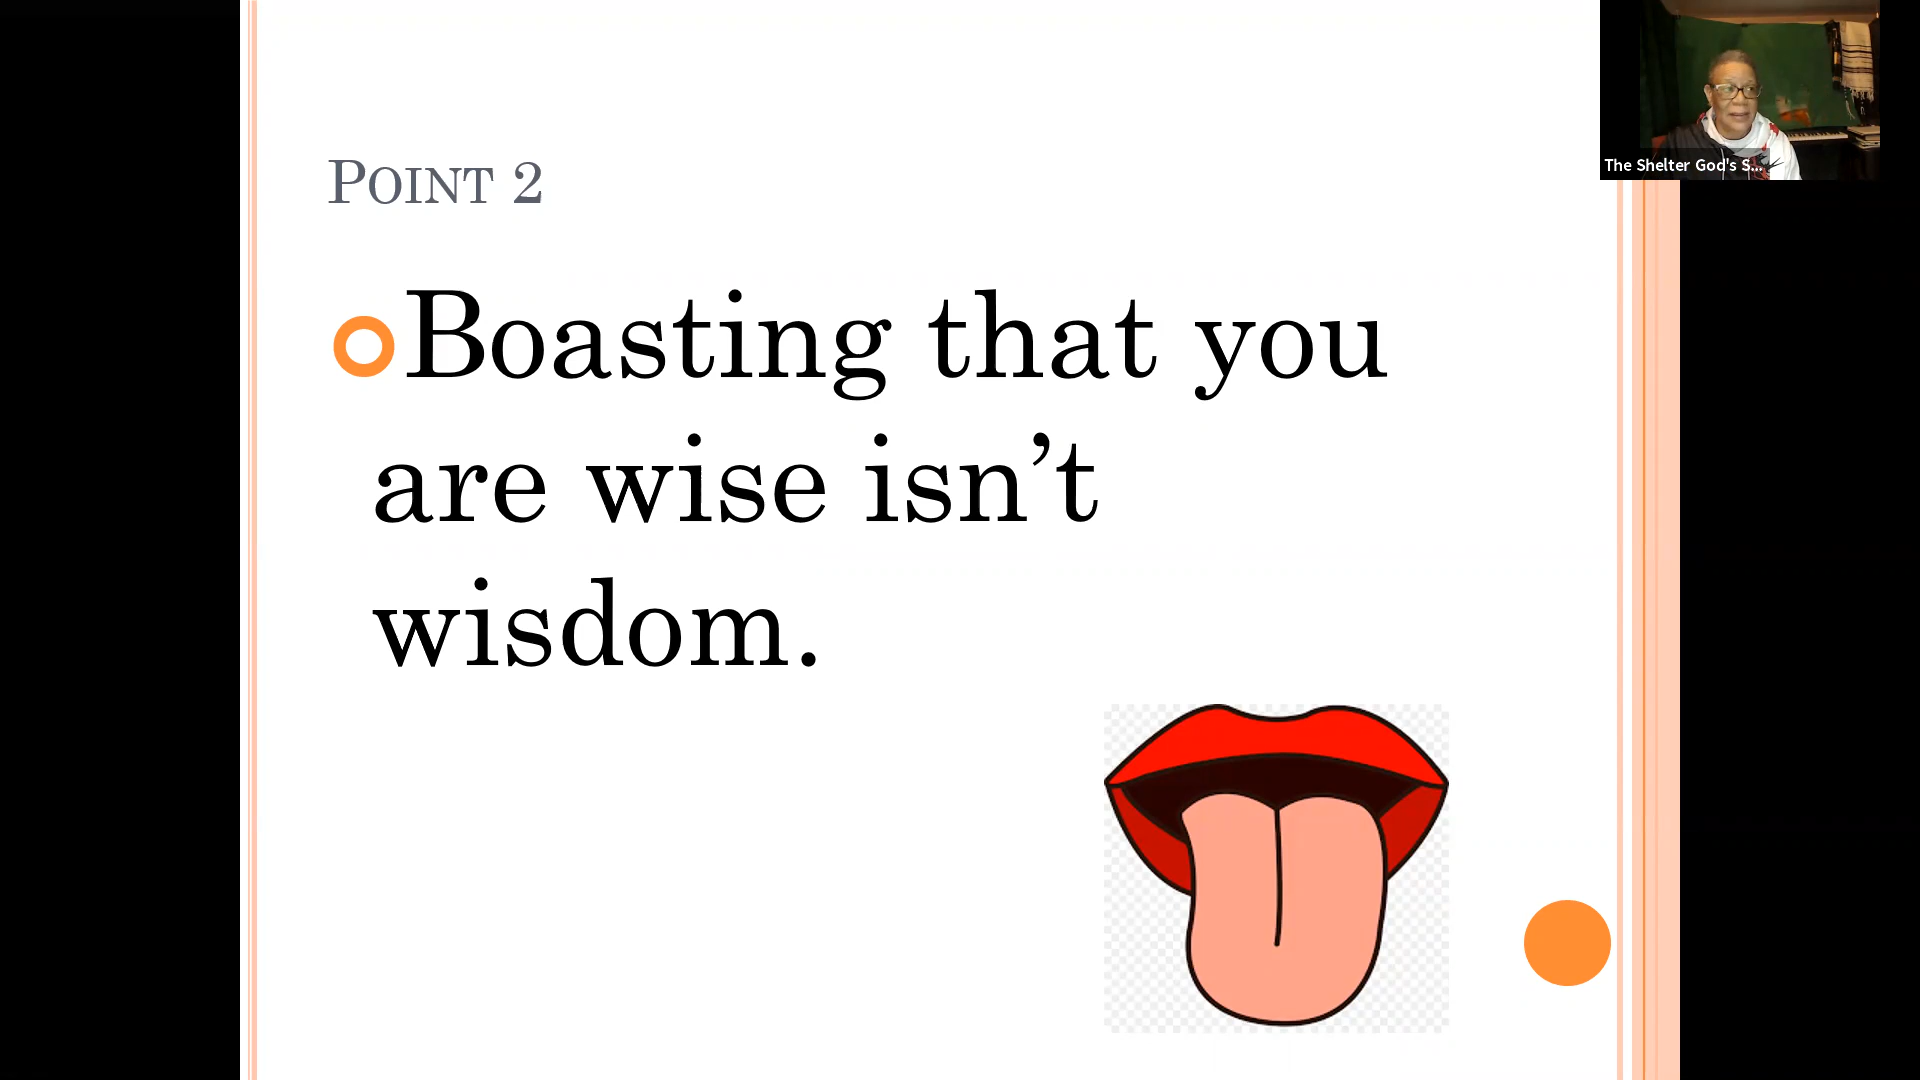 The Shelter God's S...
POINT 2
Boasting that you
are wise isn’t
wisdom.